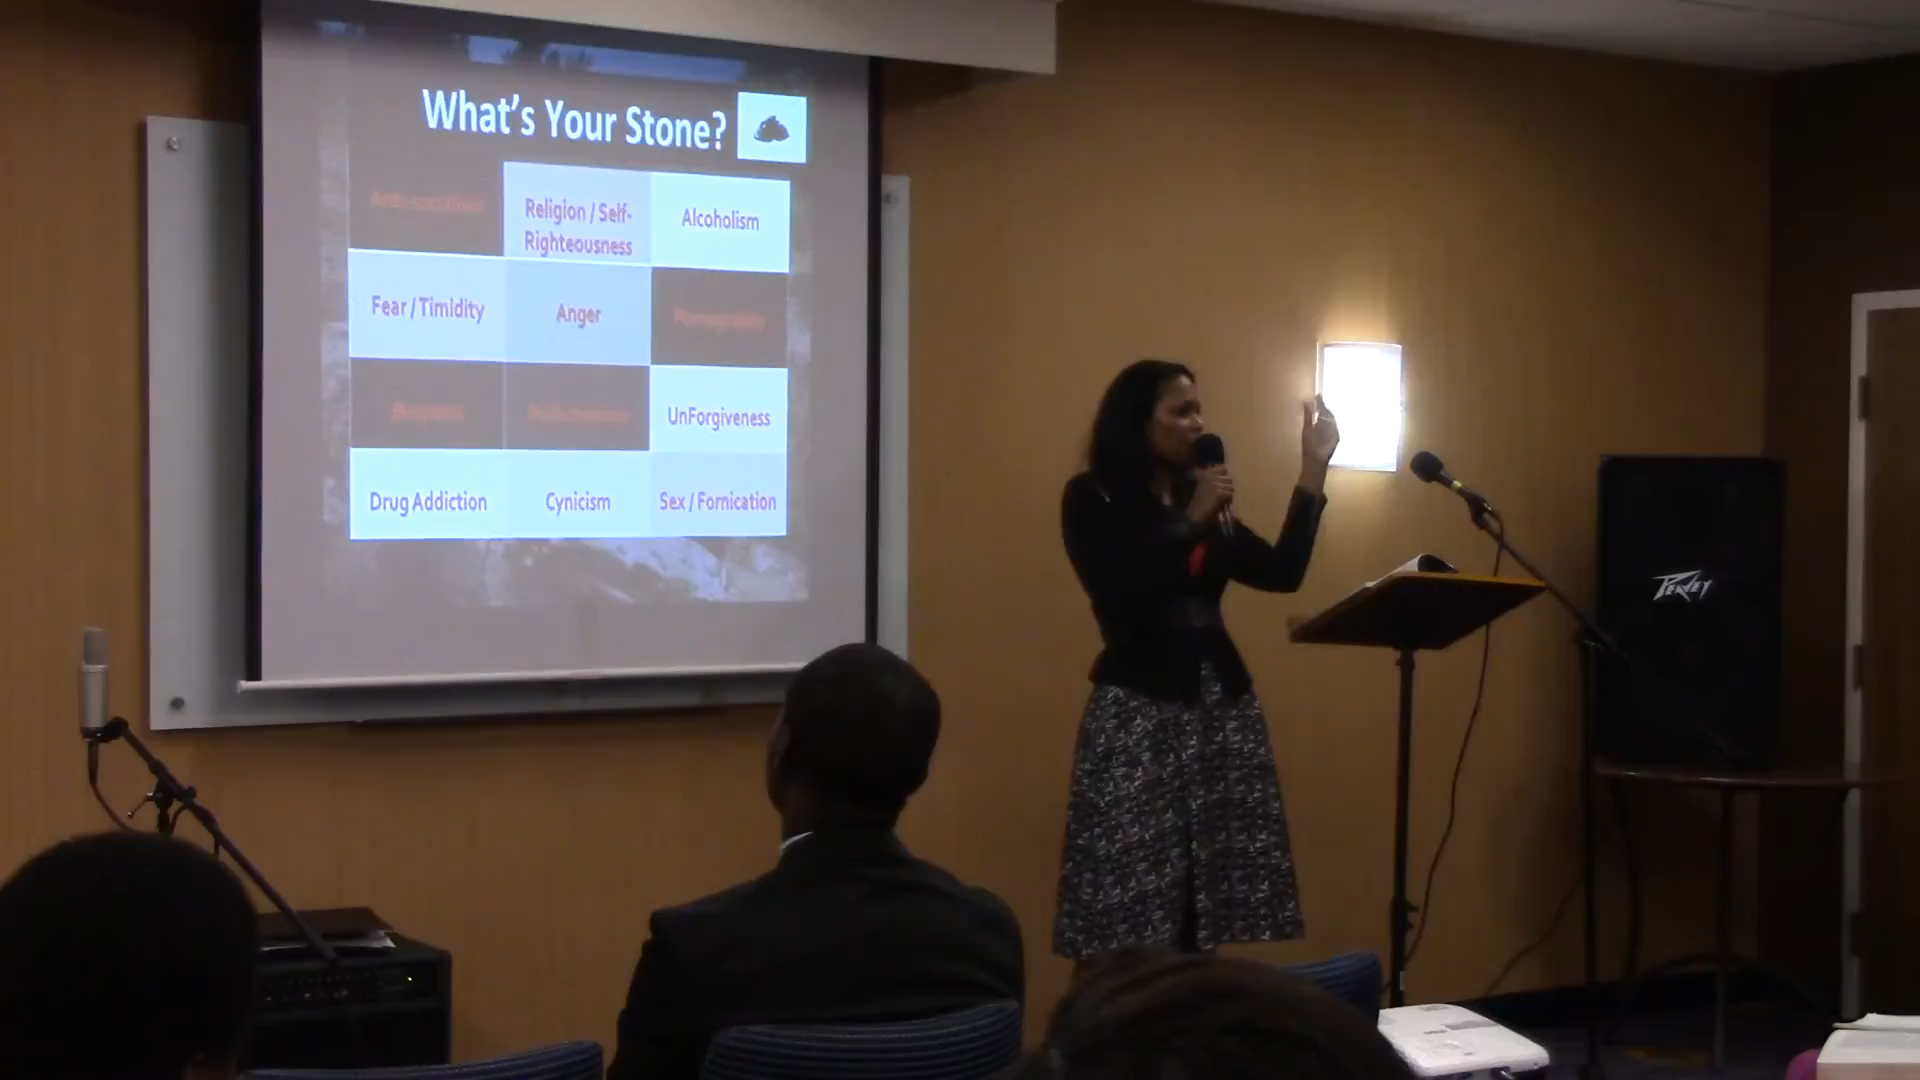 What's Your Stone?
Religion / Self-
Righteousness
Alcoholism
Fear / Timidity
Anger
UnForgiveness
Drug Addiction
Cynicism
Sex / Fornication
PEAVEY